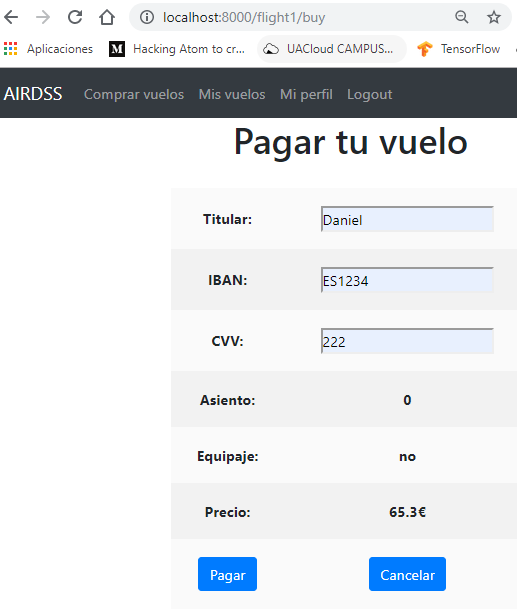 localhost:8000/flight1/buy
Aplicaciones M Hacking Atom to cr... UACloud CAMPUS... TensorFlow
AIRDSS Comprar vuelos Mis vuelos Mi perfil Logout
Pagar tu vuelo
Titular: Daniel
IBAN: ES1234
CVV: 222
Asiento: 0
Equipaje: no
Precio: 65.3€
Pagar Cancelar